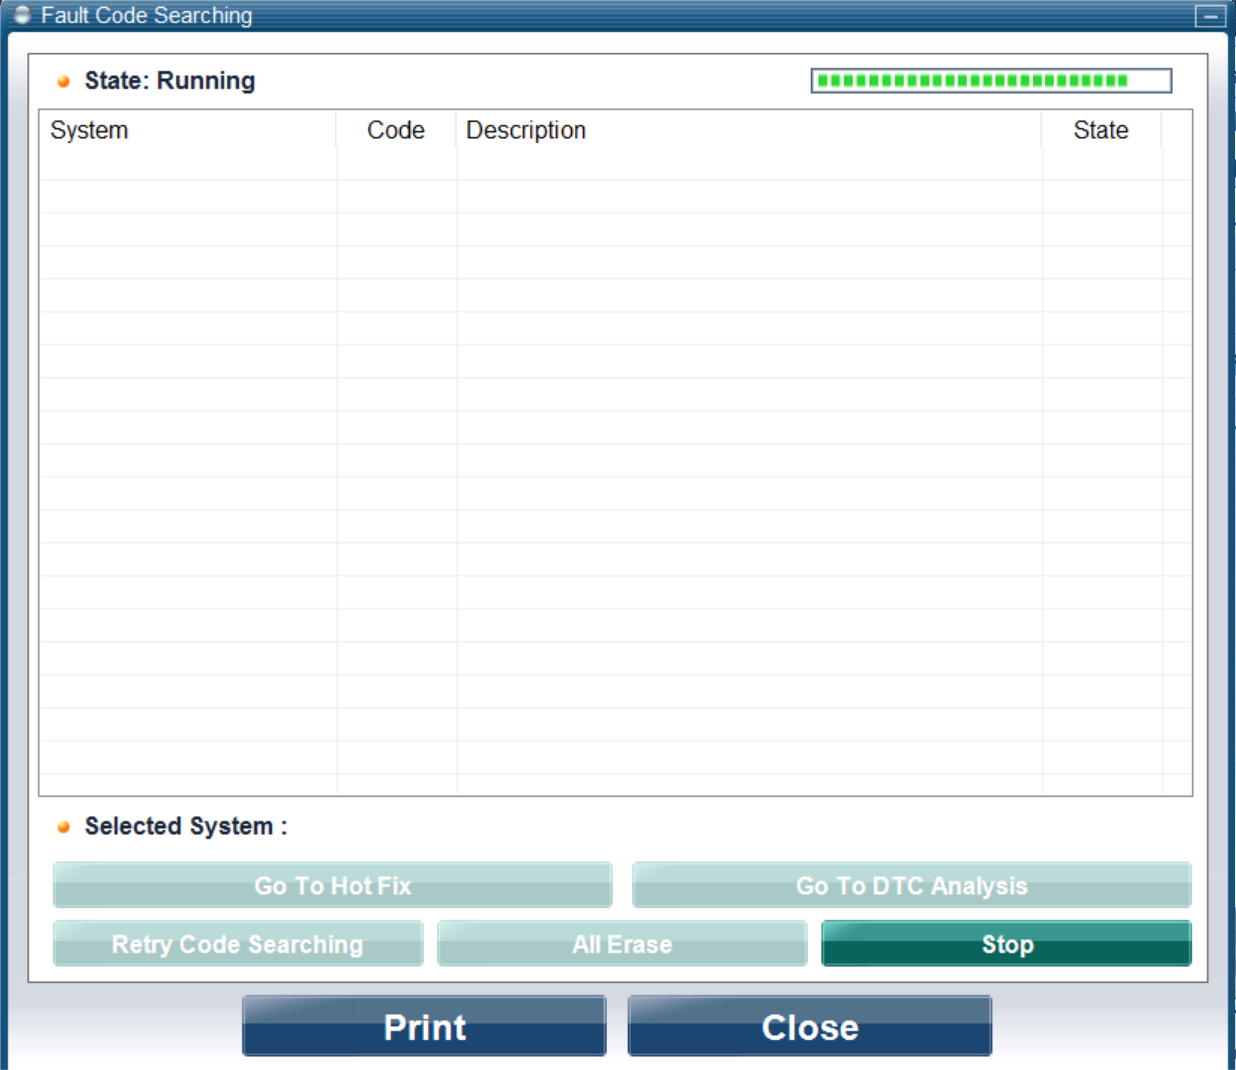 Fault Code Searching
State: Running
System Code Description State
Selected System :
Go To Hot Fix Go To DTC Analysis
Retry Code Searching All Erase Stop
Print Close